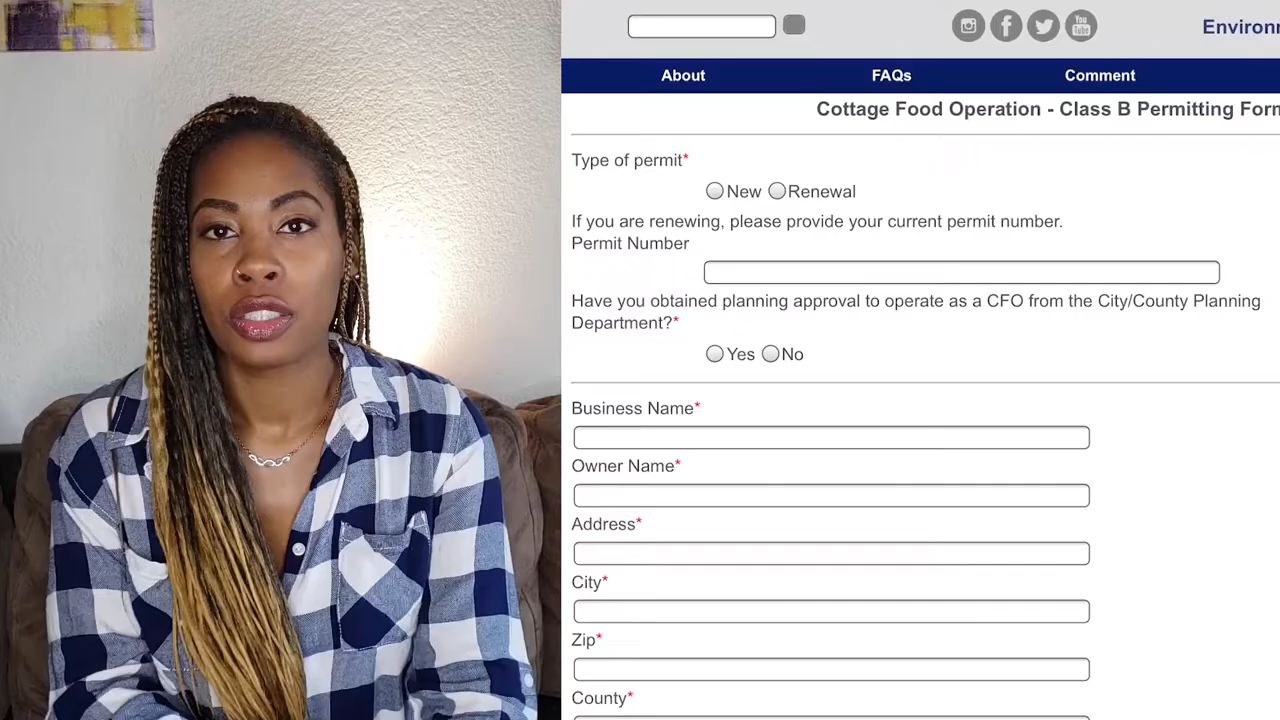 Environ
About FAQs Comment
Cottage Food Operation - Class B Permitting Form
Type of permit*
New Renewal
If you are renewing, please provide your current permit number.
Permit Number
Have you obtained planning approval to operate as a CFO from the City/County Planning
Department?*
Yes No
Business Name*
Owner Name*
Address*
City*
Zip*
County*